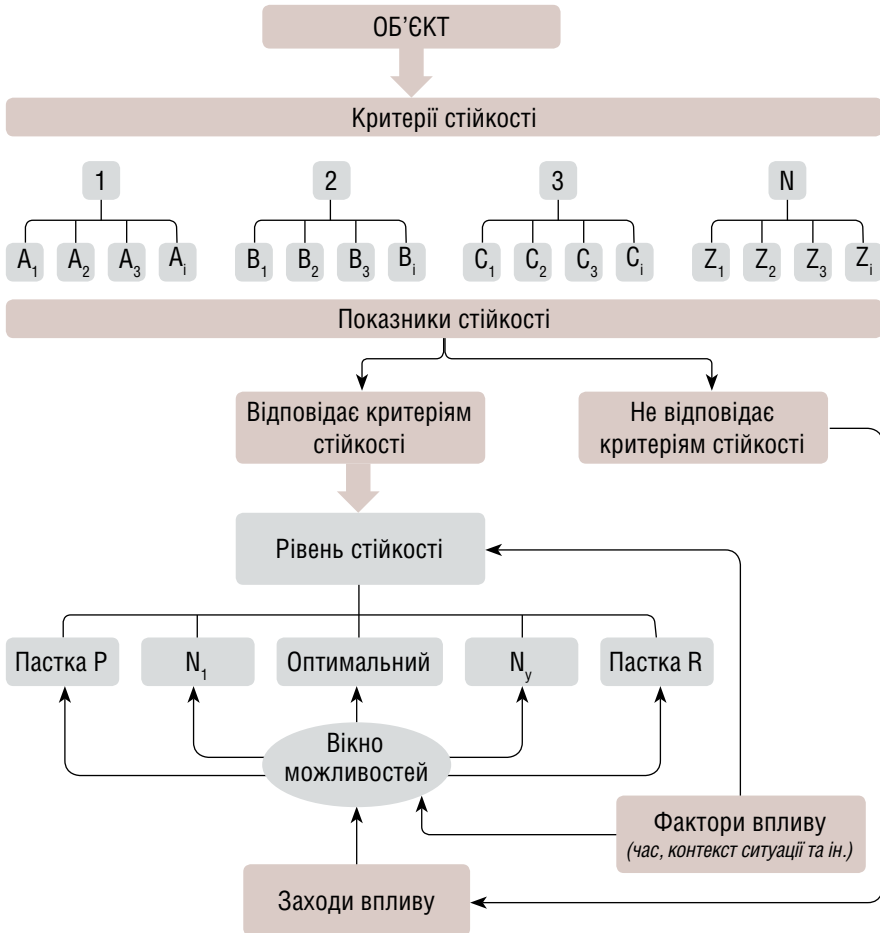 ОБ’ЄКТ
Критерії стійкості
1 2 3 N
A1 A2 A3 Ai B1 B2 B3 Bi C1 C2 C3 Ci Z1 Z2 Z3 Zi
Показники стійкості
Відповідає критеріям
стійкості
Не відповідає
критеріям стійкості
Рівень стійкості
Пастка P N1 Оптимальний Ny Пастка R
Вікно
можливостей
Фактори впливу
(час, контекст ситуації та ін.)
Заходи впливу